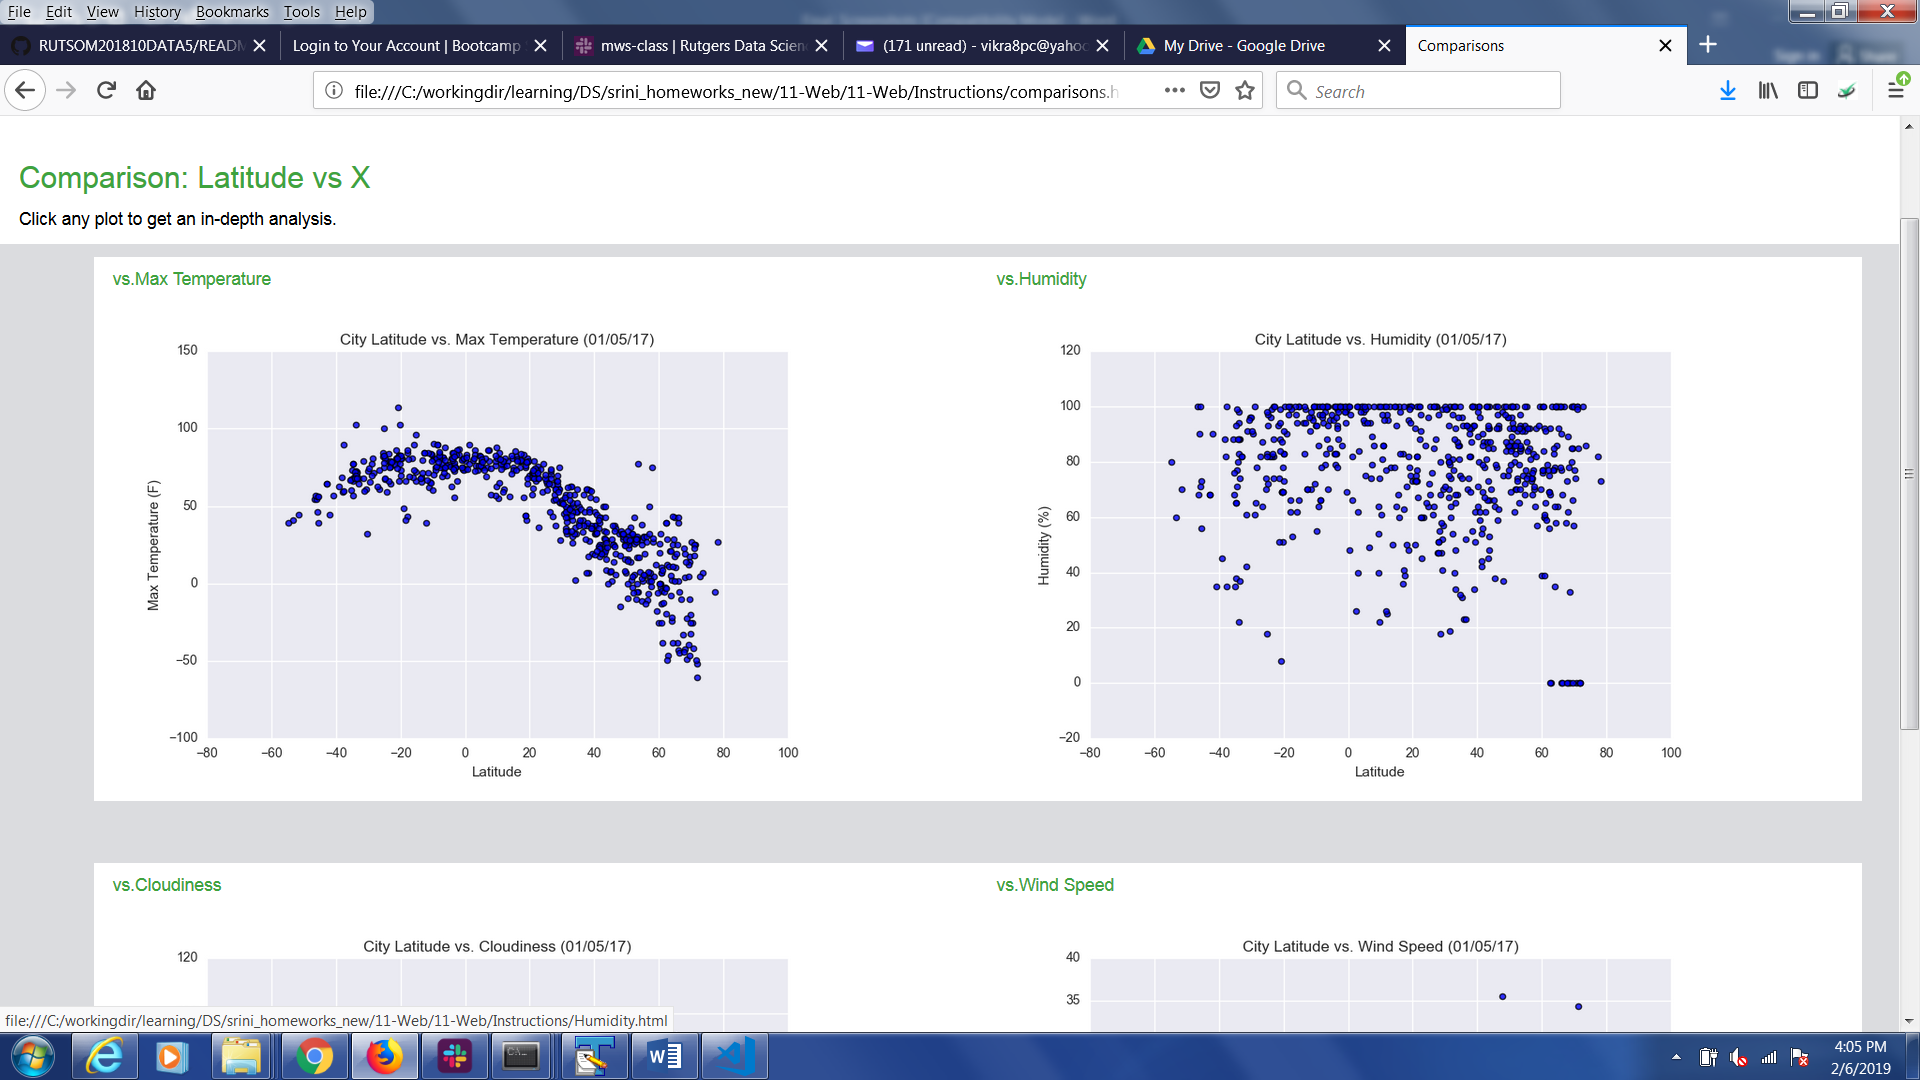 File Edit View History Bookmarks Tools Help
RUTSOM201810DATA5/READM
Login to Your Account | Bootcamp
mws-class | Rutgers Data Scien
(171 unread) - vikra8pc@yahoo
My Drive - Google Drive
Comparisons
file:///C:/workingdir/learning/DS/srini_homeworks_new/11-Web/11-Web/Instructions/comparisons.h
Search
Comparison: Latitude vs X
Click any plot to get an in-depth analysis.
vs.Max Temperature
City Latitude vs. Max Temperature (01/05/17)
150
100
50
0
−50
−100
Max Temperature (F)
−80 −60 −40 −20 0 20 40 60 80 100
Latitude
vs.Humidity
City Latitude vs. Humidity (01/05/17)
120
100
80
60
40
20
0
−20
Humidity (%)
−80 −60 −40 −20 0 20 40 60 80 100
Latitude
vs.Cloudiness
City Latitude vs. Cloudiness (01/05/17)
120
vs.Wind Speed
City Latitude vs. Wind Speed (01/05/17)
40
35
file:///C:/workingdir/learning/DS/srini_homeworks_new/11-Web/11-Web/Instructions/Humidity.html
4:05 PM
2/6/2019